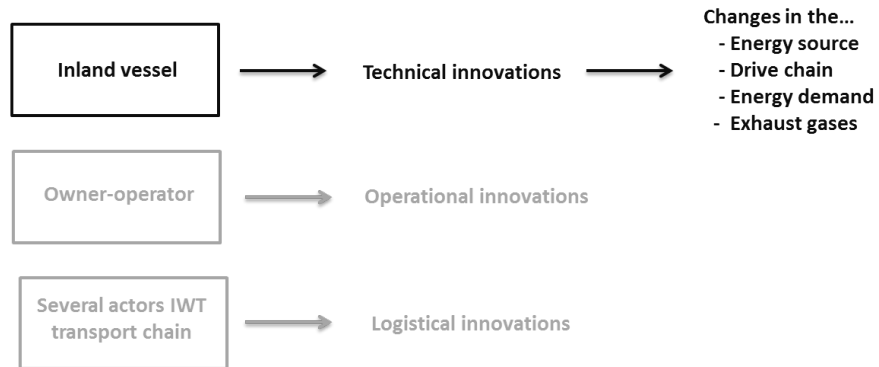 Changes in the...
Inland vessel
Technical innovations
- Energy source
- Drive chain
- Energy demand
- Exhaust gases
Owner-operator
Operational innovations
Several actors IWT
transport chain
Logistical innovations